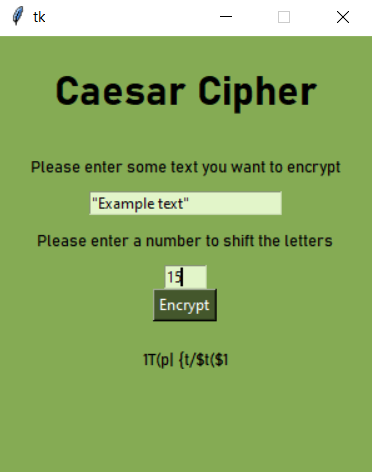 tk
Caesar Cipher
Please enter some text you want to encrypt
"Example text"
Please enter a number to shift the letters
15
Encrypt
1T(p| {t/$t($1